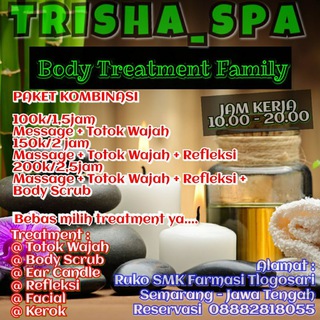 TRISHA_SPA
Body Treatment Family
PAKET KOMBINASI
JAM KERJA
10.00 - 20.00
100k/1,5jam
Message + Totok Wajah
150k/2 jam
Massage + Totok Wajah + Refleksi
200k/2.5jam
Massage + Totok Wajah + Refleksi +
Body Scrub
Bebas milih treatment ya....
Treatment :
@ Totok Wajah
@ Body Scrub
@ Ear Candle
@ Refleksi
@ Facial
@ Kerok
Alamat :
Ruko SMK Farmasi Tlogosari
Semarang - Jawa Tengah
Reservasi 08882818055